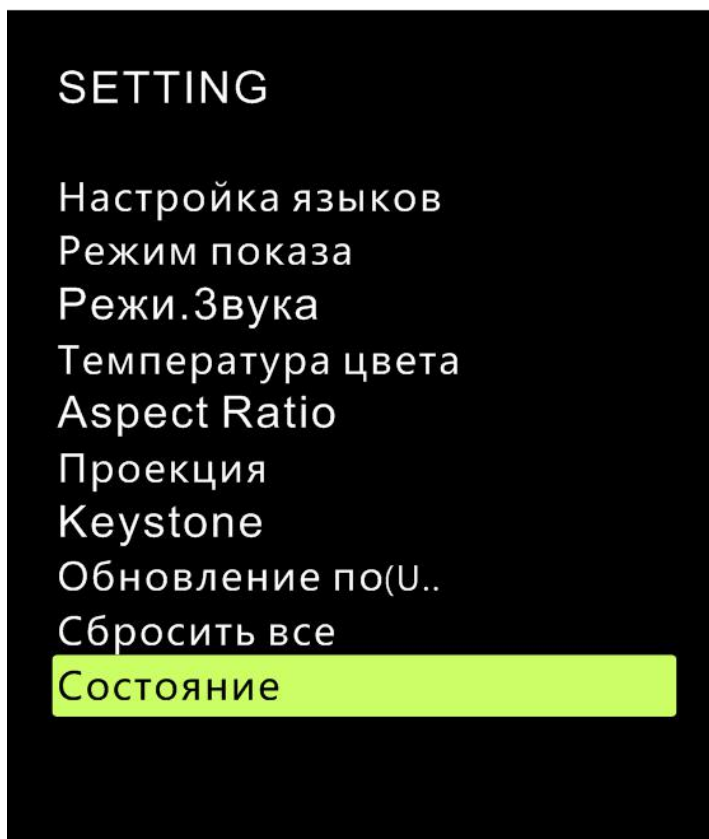 SETTING
Настройка языков
Режим показа
Режи.Звука
Температура цвета
Aspect Ratio
Проекция
Keystone
Обновление по(U..
Сбросить все
Состояние